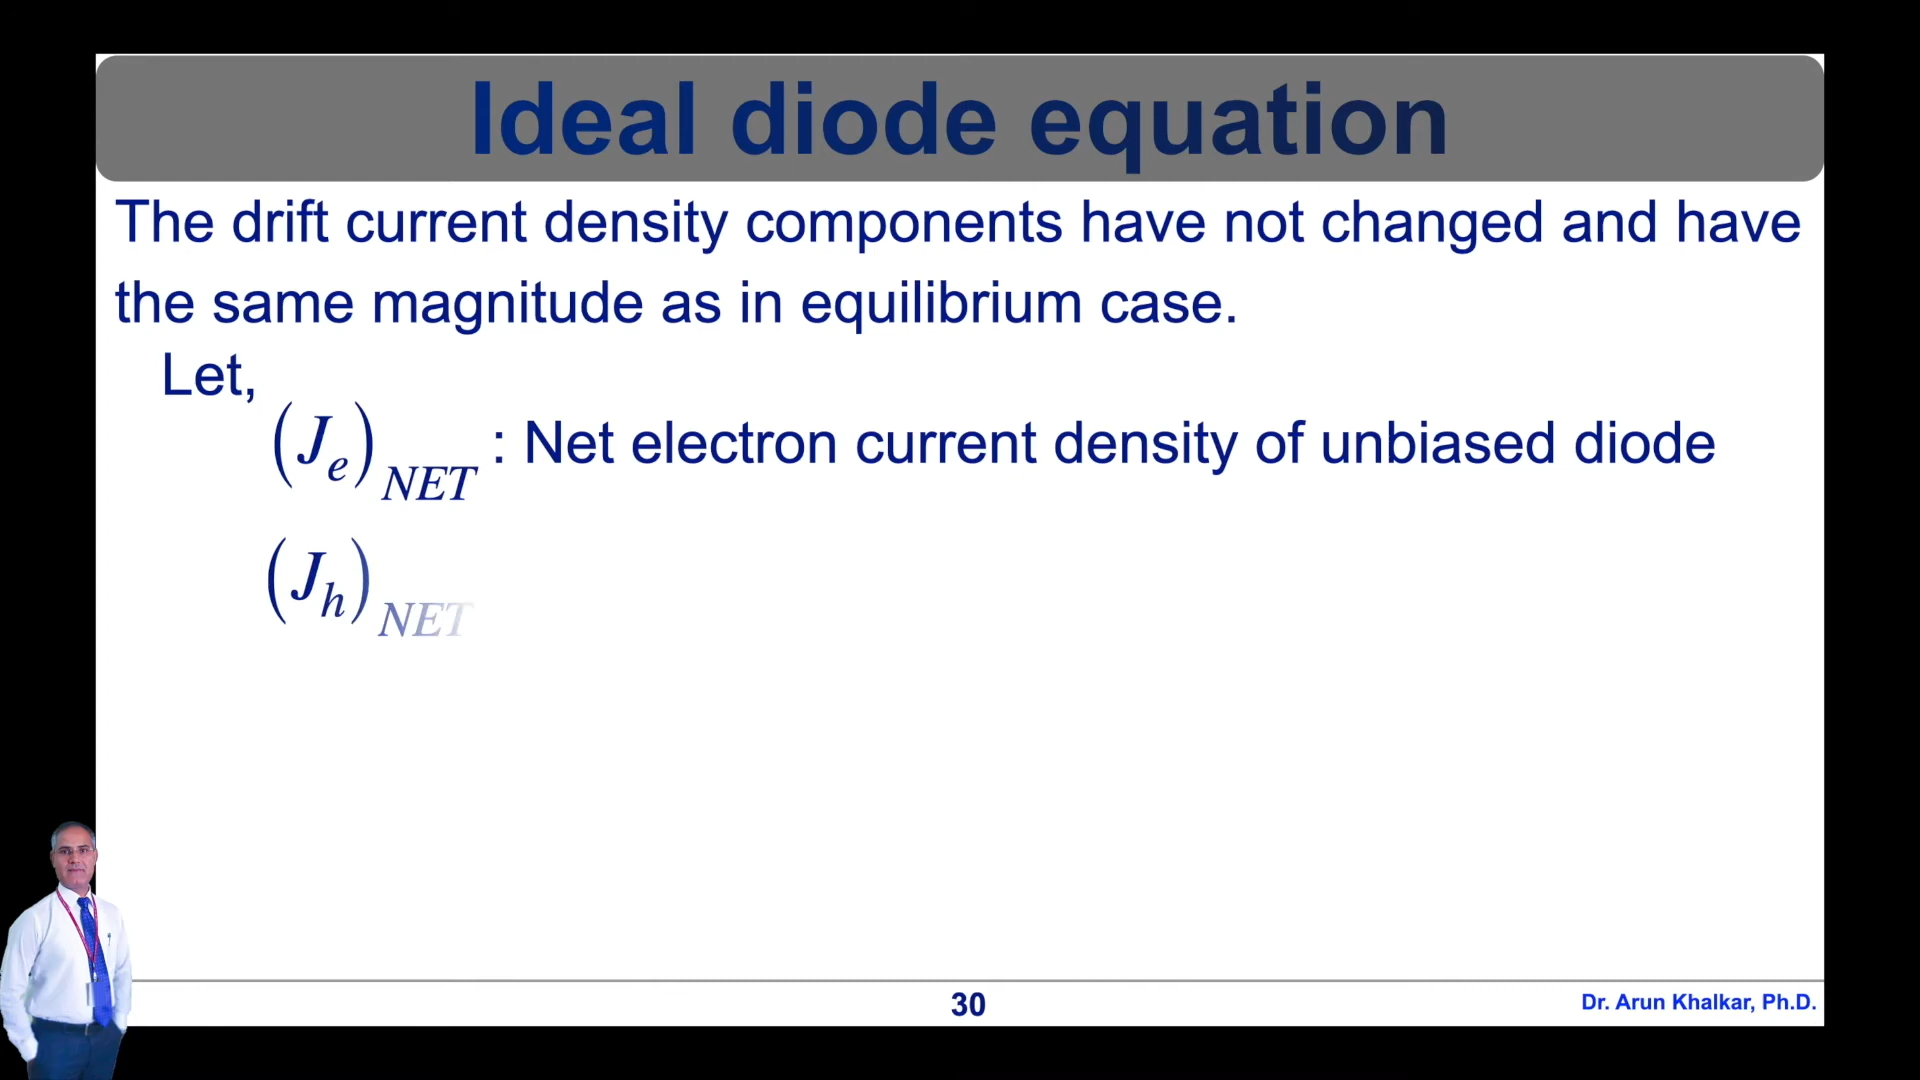 Ideal diode equation
The drift current density components have not changed and have
the same magnitude as in equilibrium case.
Let,
(J_e)_NET : Net electron current density of unbiased diode
(J_h)_NET
30
Dr. Arun Khalkar, Ph.D.